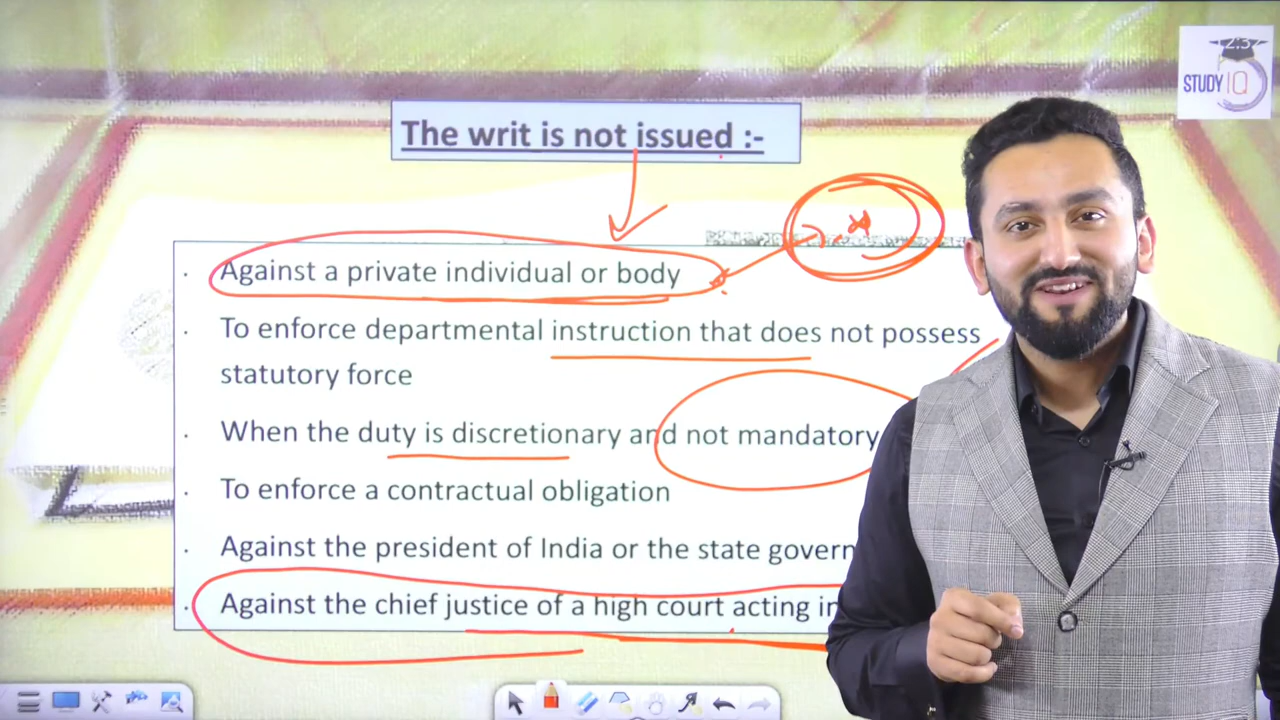 STUDY IQ
The writ is not issued :-
. Against a private individual or body
. To enforce departmental instruction that does not possess
statutory force
. When the duty is discretionary and not mandatory
. To enforce a contractual obligation
. Against the president of India or the state govern
. Against the chief justice of a high court acting in